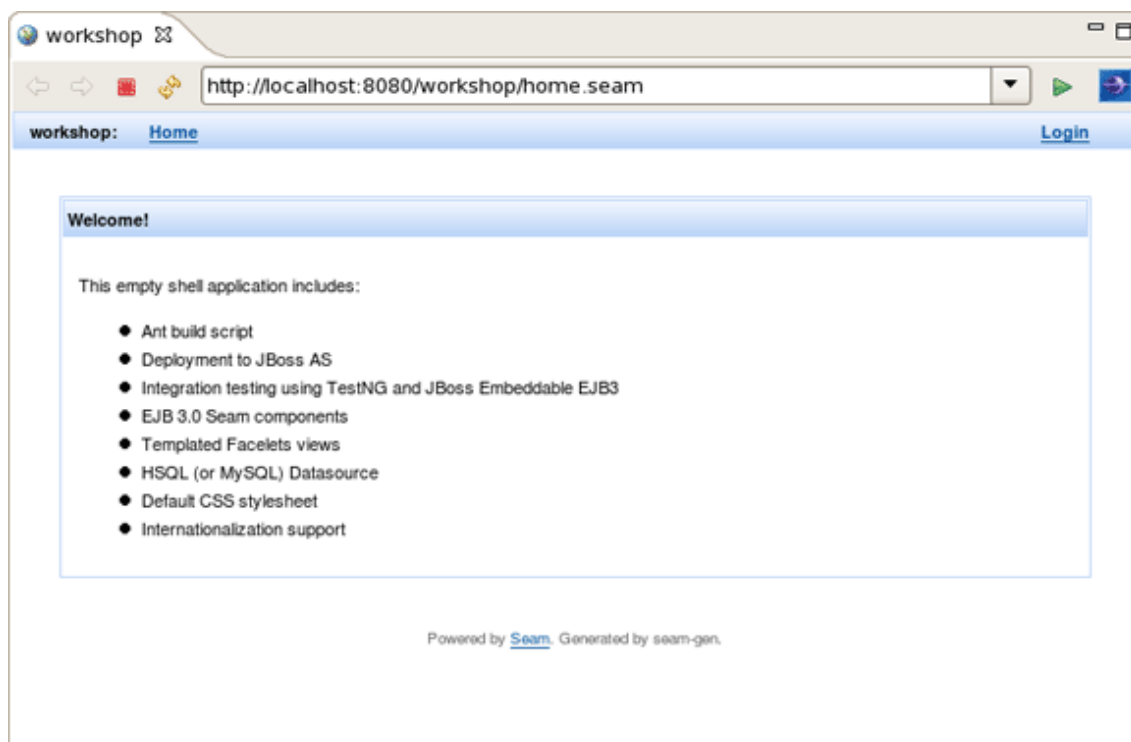 workshop
http://localhost:8080/workshop/home.seam
workshop: Home Login
Welcome!
This empty shell application includes:
Ant build script
Deployment to JBoss AS
Integration testing using TestNG and JBoss Embeddable EJB3
EJB 3.0 Seam components
Templated Facelets views
HSQL (or MySQL) Datasource
Default CSS stylesheet
Internationalization support
Powered by Seam. Generated by seam-gen.